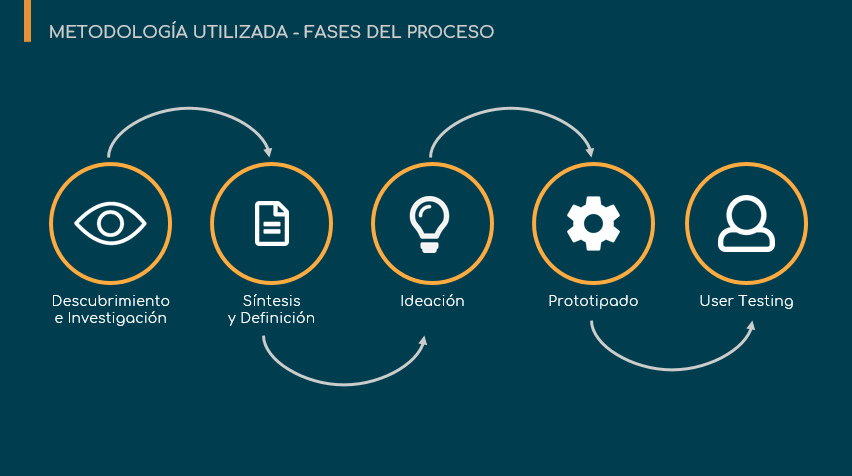 METODOLOGÍA UTILIZADA - FASES DEL PROCESO
Descubrimiento
e Investigación
Síntesis
y Definición
Ideación
Prototipado
User Testing